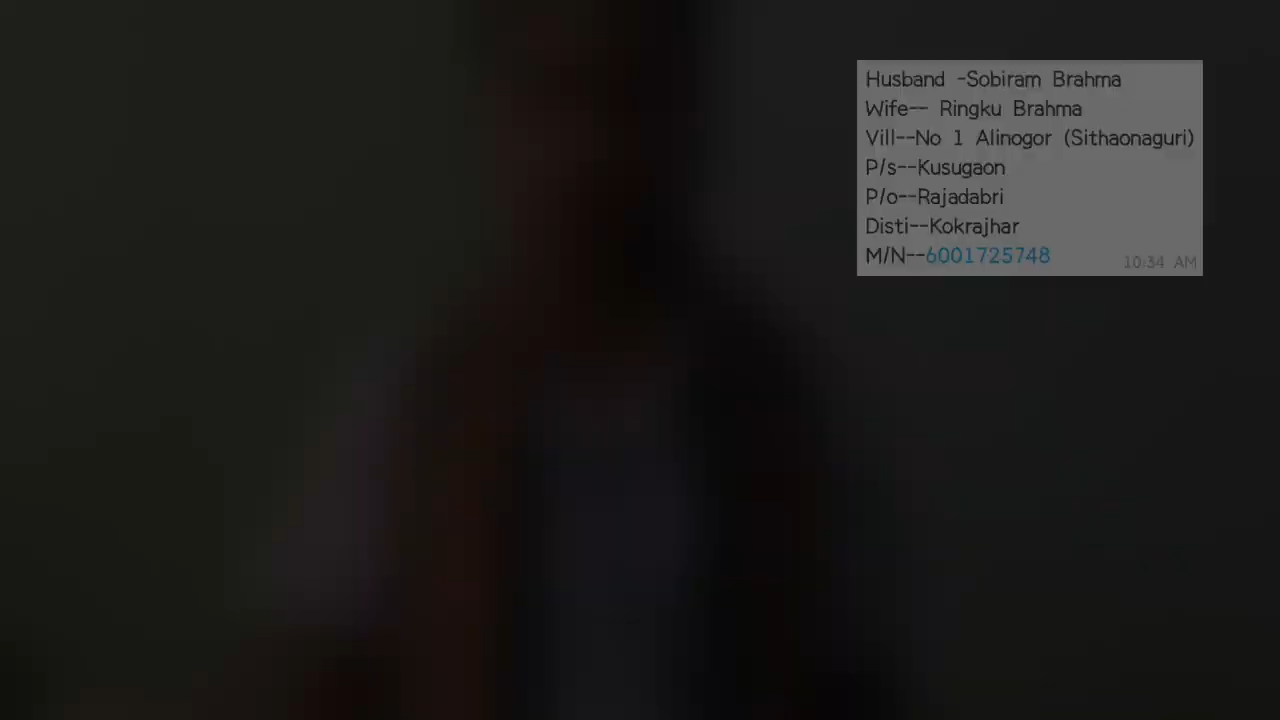 Husband -Sobiram Brahma
Wife-- Ringku Brahma
Vill--No 1 Alinogor (Sithaonaguri)
P/s--Kusugaon
P/o--Rajadabri
Disti--Kokrajhar
M/N--6001725748
10:34 AM